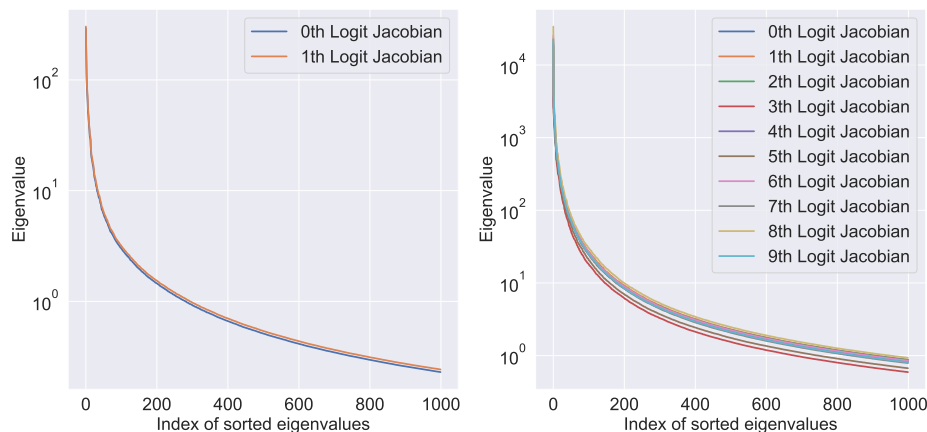 0th Logit Jacobian
1th Logit Jacobian
10^2
10^1
10^0
Eigenvalue
0 200 400 600 800 1000
Index of sorted eigenvalues
0th Logit Jacobian
1th Logit Jacobian
2th Logit Jacobian
3th Logit Jacobian
4th Logit Jacobian
5th Logit Jacobian
6th Logit Jacobian
7th Logit Jacobian
8th Logit Jacobian
9th Logit Jacobian
10^4
10^3
10^2
10^1
10^0
Eigenvalue
0 200 400 600 800 1000
Index of sorted eigenvalues